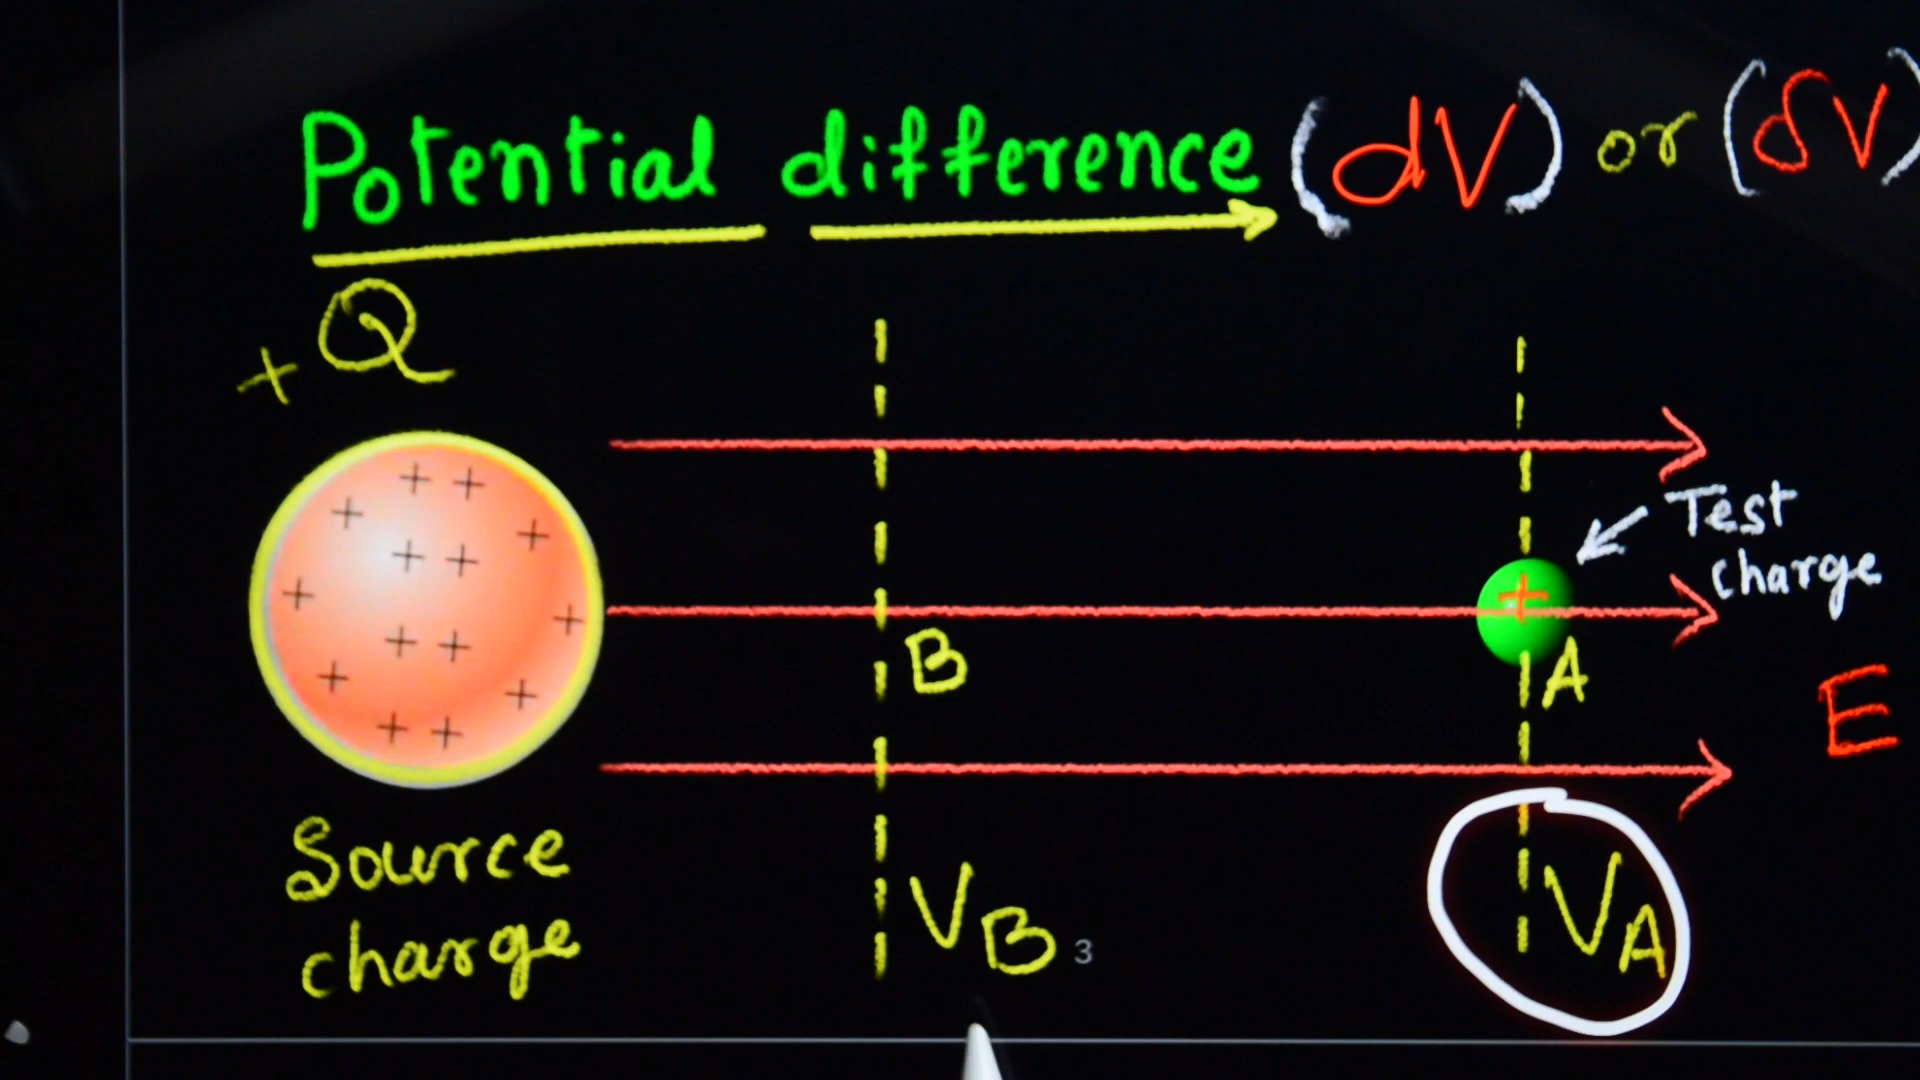 Potential difference (dV) or (δV)
+Q
Test
charge
B
A
E
Source
charge
VB
3
VA